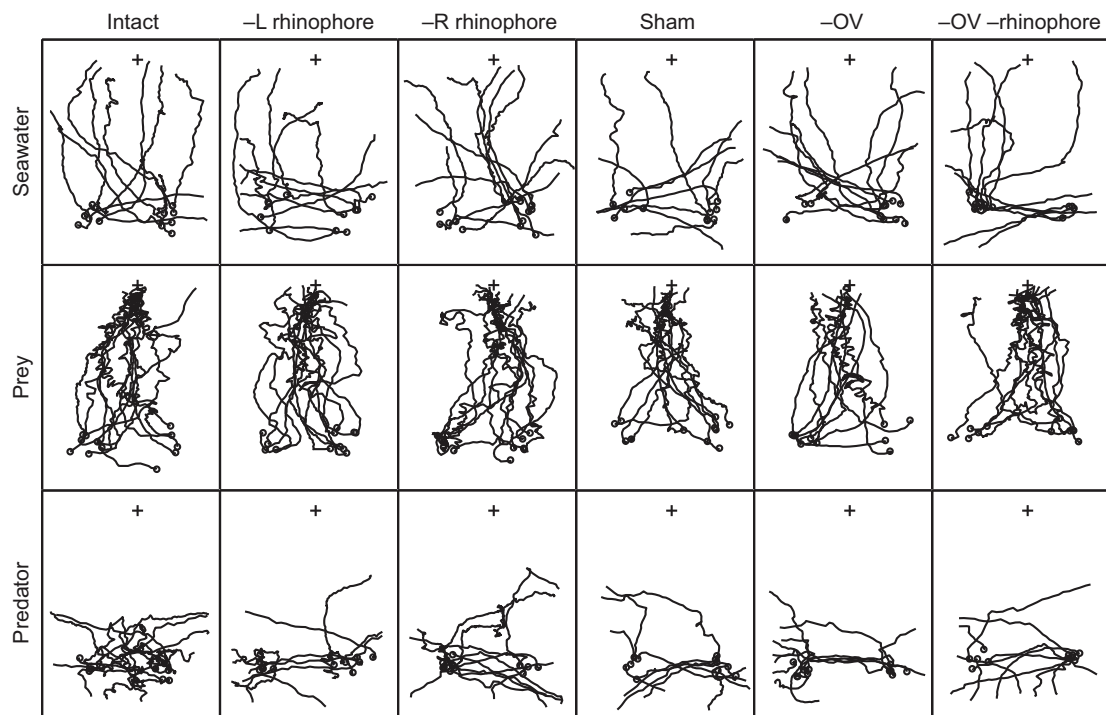 Intact –L rhinophore –R rhinophore Sham –OV –OV –rhinophore
Seawater
Prey
Predator